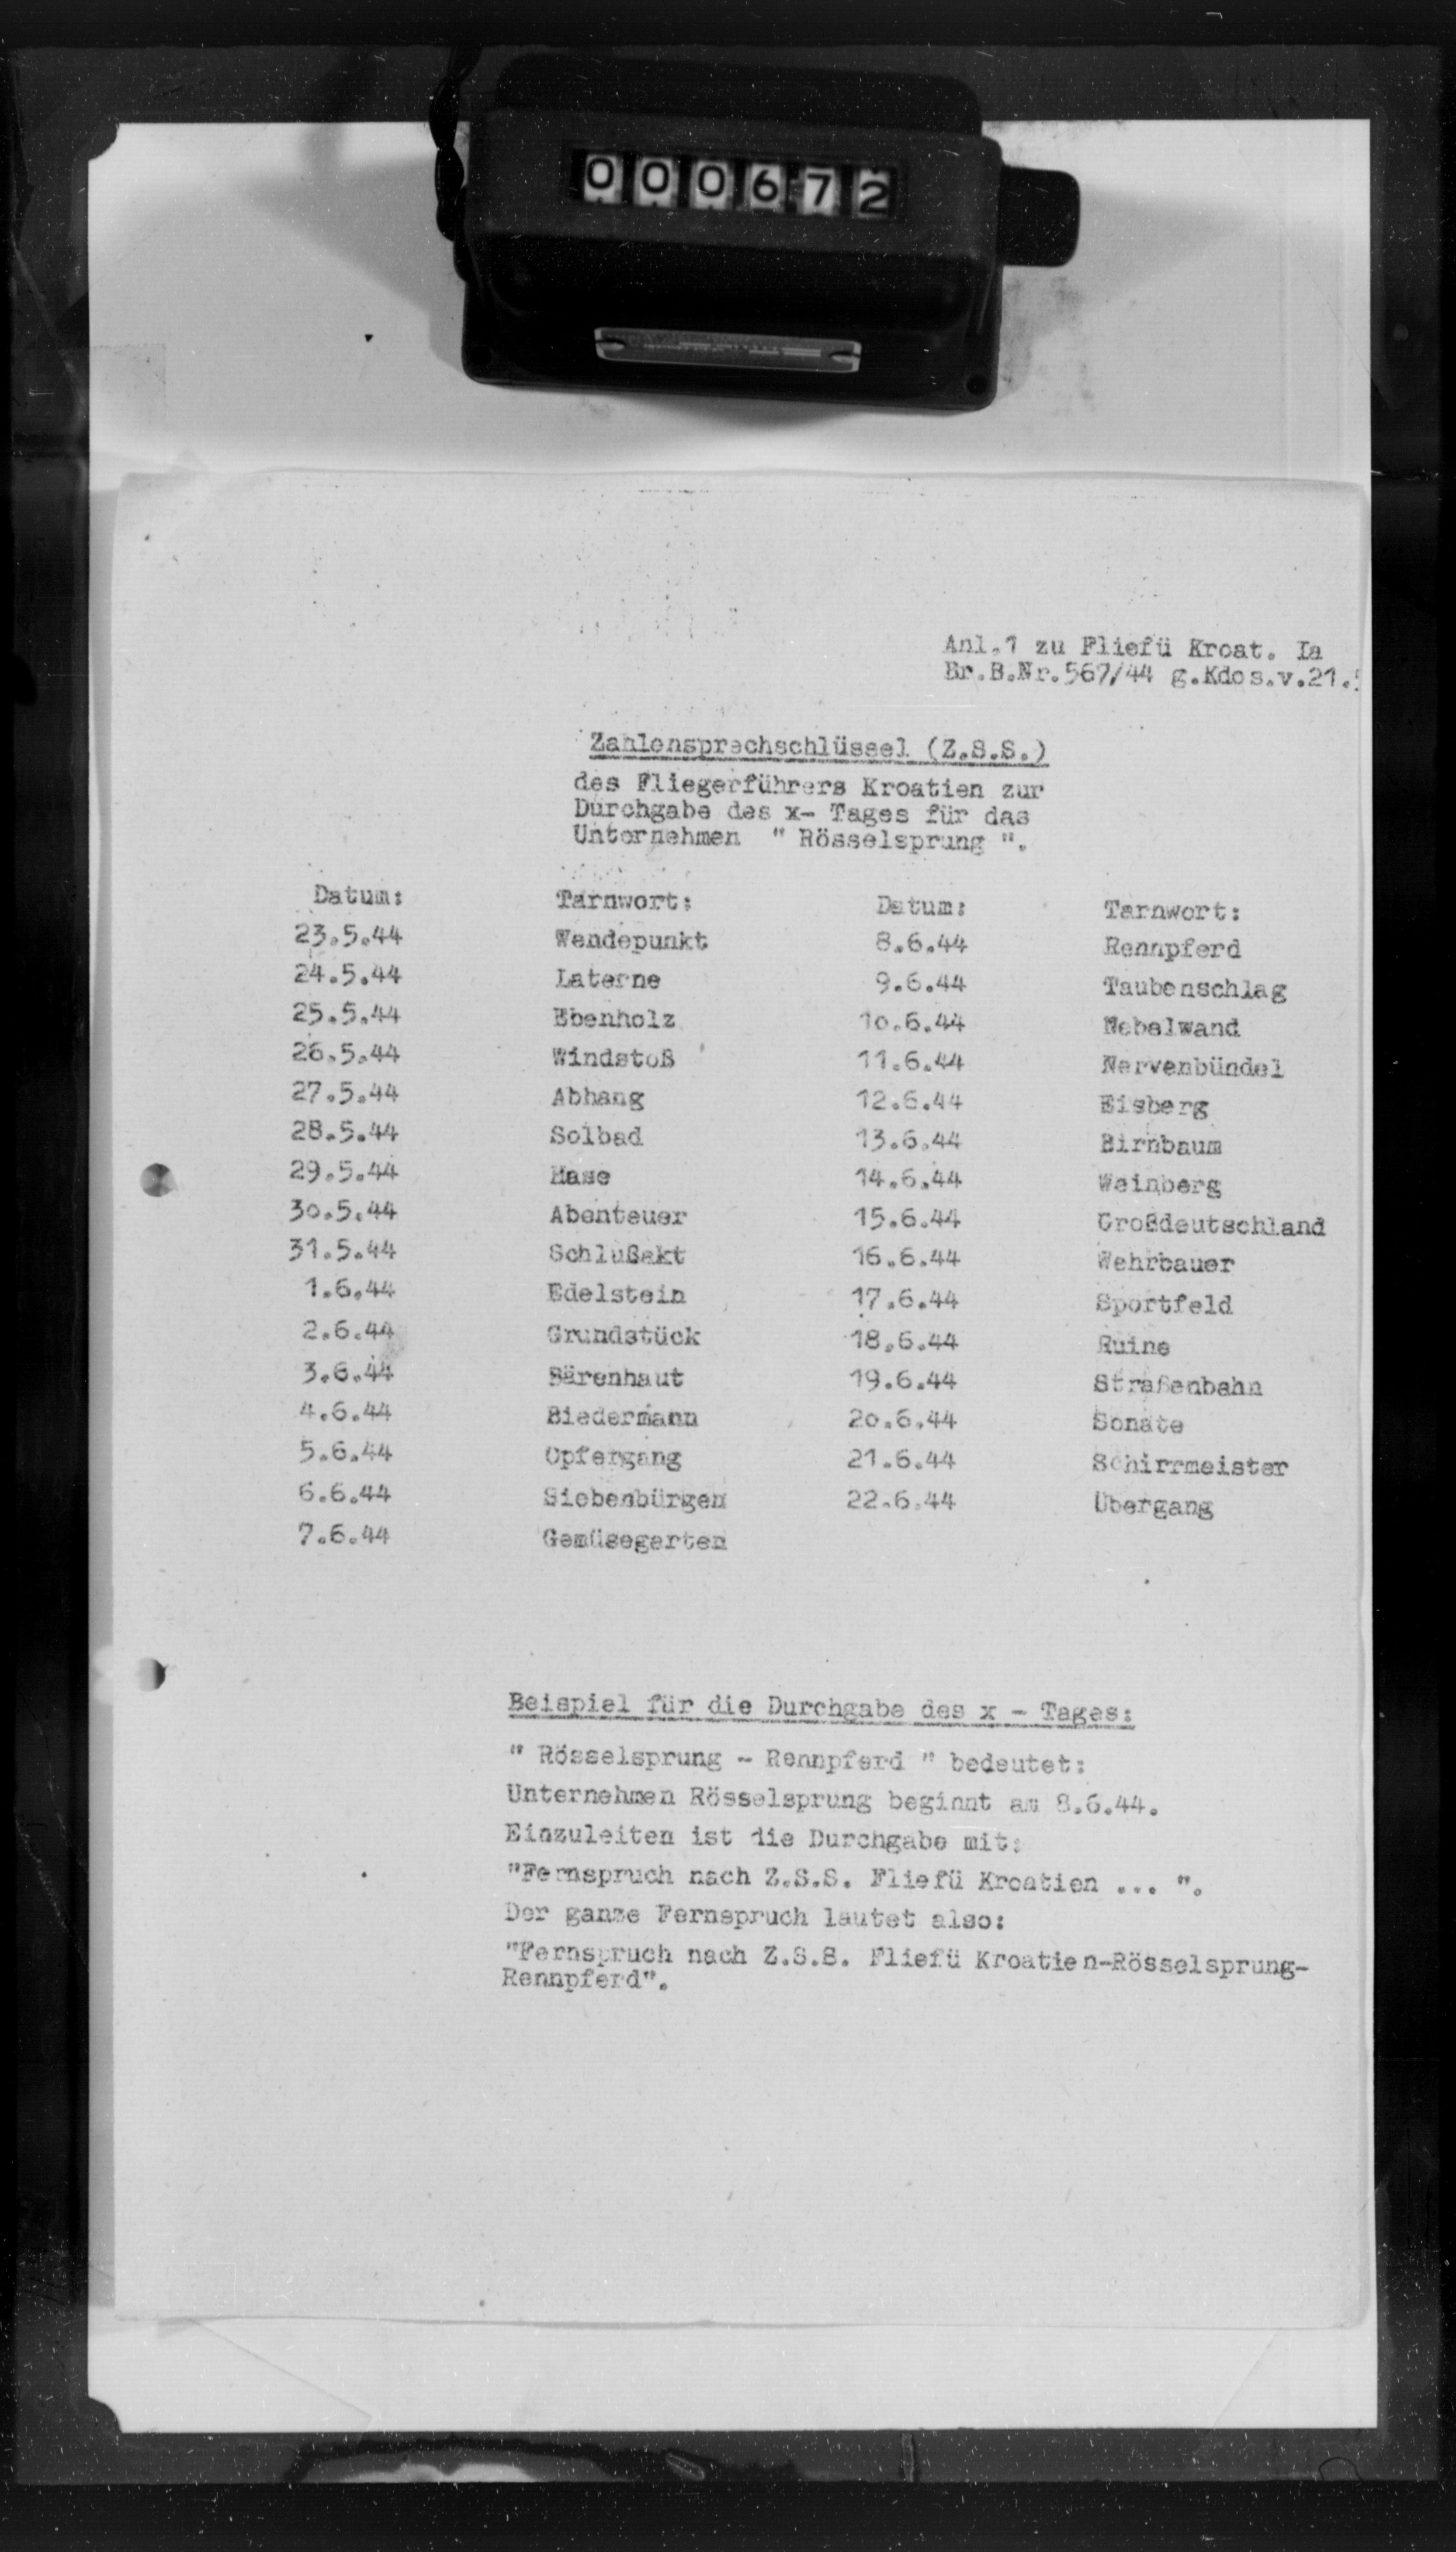 000672
Anl.1 zu Fliefü Kroat. Ia
Br.B.Nr.567/44 g.Kdos.v.21.
Zahlensprechschlüssel (Z.S.S.)
des Fliegerführers Kroatien zur
Durchgabe des x- Tages für das
Unternehmen " Rösselsprung ".
Datum: Tarnwort: Datum: Tarnwort:
23.5.44 Wendepunkt 8.6.44 Rennpferd
24.5.44 Laterne 9.6.44 Taubenschlag
25.5.44 Ebenholz 10.6.44 Nebelwand
26.5.44 Windstoß 11.6.44 Nervenbündel
27.5.44 Abhang 12.6.44 Eisberg
28.5.44 Solbad 13.6.44 Birnbaum
29.5.44 Hase 14.6.44 Weinberg
30.5.44 Abenteuer 15.6.44 Großdeutschland
31.5.44 Schlußakt 16.6.44 Wehrbauer
1.6.44 Edelstein 17.6.44 Sportfeld
2.6.44 Grundstück 18.6.44 Ruine
3.6.44 Bärenhaut 19.6.44 Straßenbahn
4.6.44 Biedermann 20.6.44 Sonate
5.6.44 Opfergang 21.6.44 Schirrmeister
6.6.44 Siebenbürgen 22.6.44 Übergang
7.6.44 Gemüsegarten
Beispiel für die Durchgabe des x - Tages:
" Rösselsprung - Rennpferd " bedeutet:
Unternehmen Rösselsprung beginnt am 8.6.44.
Einzuleiten ist die Durchgabe mit:
"Fernspruch nach Z.S.S. Fliefü Kroatien ... ".
Der ganze Fernspruch lautet also:
"Fernspruch nach Z.S.S. Fliefü Kroatien-Rösselsprung-
Rennpferd".